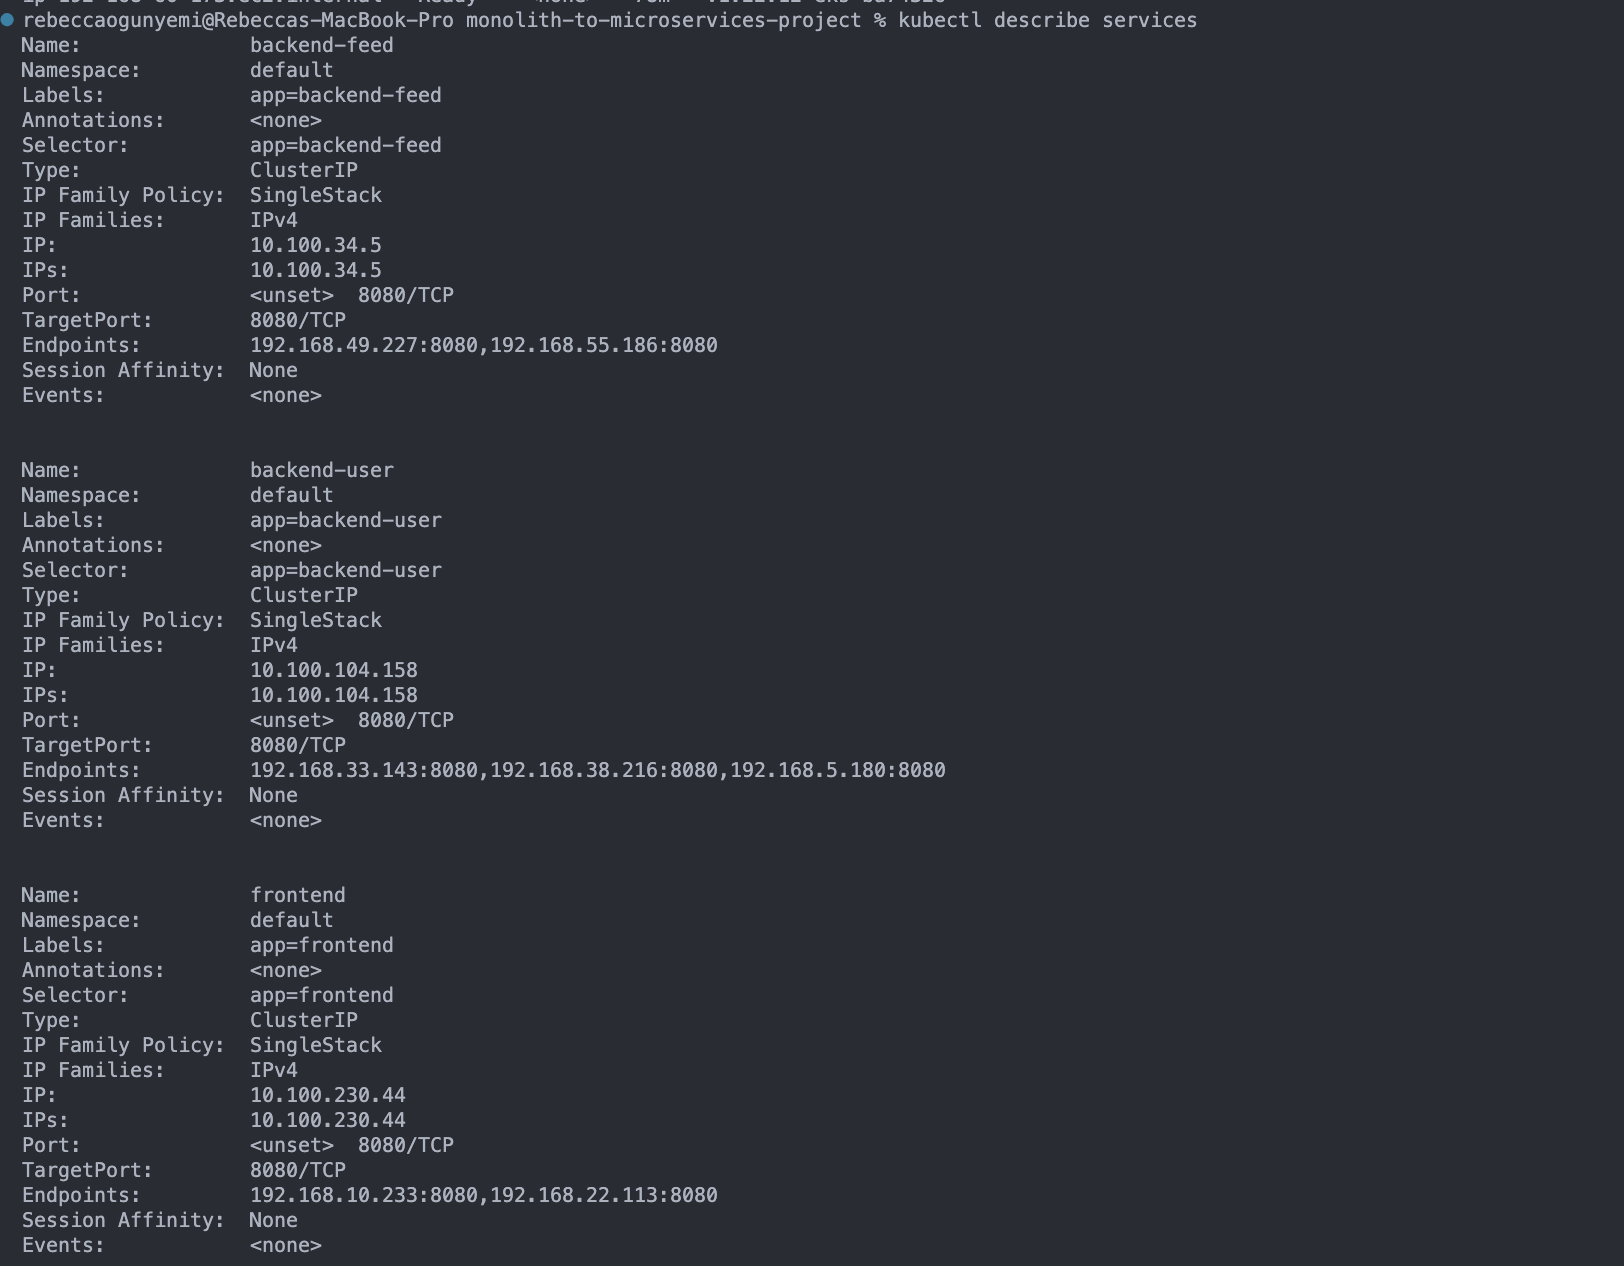 rebeccaogunyemi@Rebeccas-MacBook-Pro monolith-to-microservices-project % kubectl describe services
Name:              backend-feed
Namespace:         default
Labels:            app=backend-feed
Annotations:       <none>
Selector:          app=backend-feed
Type:              ClusterIP
IP Family Policy:  SingleStack
IP Families:       IPv4
IP:                10.100.34.5
IPs:               10.100.34.5
Port:              <unset>  8080/TCP
TargetPort:        8080/TCP
Endpoints:         192.168.49.227:8080,192.168.55.186:8080
Session Affinity:  None
Events:            <none>
Name:              backend-user
Namespace:         default
Labels:            app=backend-user
Annotations:       <none>
Selector:          app=backend-user
Type:              ClusterIP
IP Family Policy:  SingleStack
IP Families:       IPv4
IP:                10.100.104.158
IPs:               10.100.104.158
Port:              <unset>  8080/TCP
TargetPort:        8080/TCP
Endpoints:         192.168.33.143:8080,192.168.38.216:8080,192.168.5.180:8080
Session Affinity:  None
Events:            <none>
Name:              frontend
Namespace:         default
Labels:            app=frontend
Annotations:       <none>
Selector:          app=frontend
Type:              ClusterIP
IP Family Policy:  SingleStack
IP Families:       IPv4
IP:                10.100.230.44
IPs:               10.100.230.44
Port:              <unset>  8080/TCP
TargetPort:        8080/TCP
Endpoints:         192.168.10.233:8080,192.168.22.113:8080
Session Affinity:  None
Events:            <none>